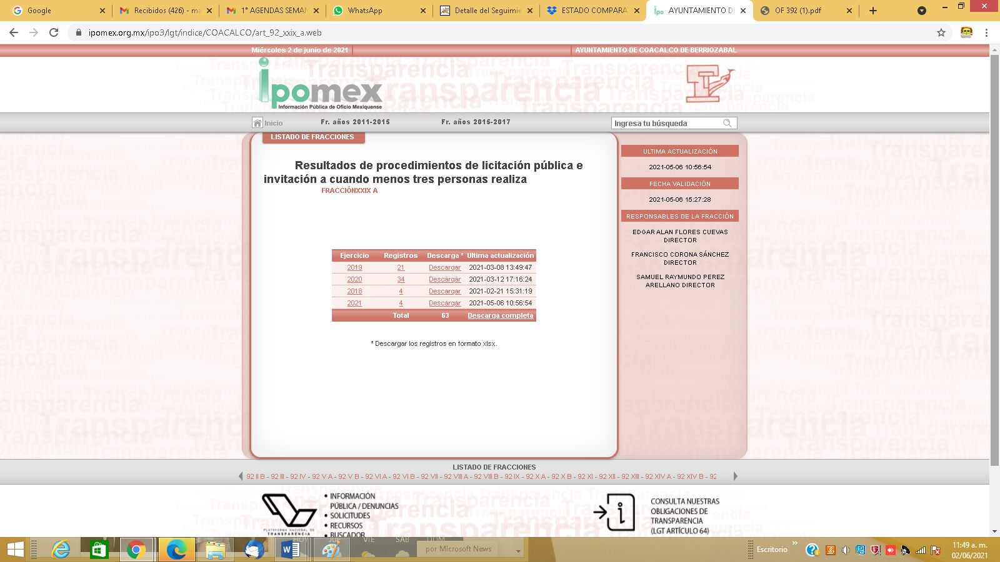 Google
Recibidos (426) - ma
1° AGENDAS SEMAN
WhatsApp
Detalle del Seguimie
ESTADO COMPARA
AYUNTAMIENTO DE
OF 392 (1).pdf
ipomex.org.mx/ipo3/lgt/indice/COACALCO/art_92_xxix_a.web
Miércoles 2 de junio de 2021
AYUNTAMIENTO DE COACALCO DE BERRIOZABAL
ipomex
Información Pública de Oficio Mexiquense
Inicio
Fr. años 2011-2015
Fr. años 2015-2017
Ingresa tu búsqueda
LISTADO DE FRACCIONES
Resultados de procedimientos de licitación pública e
invitación a cuando menos tres personas realiza
FRACCIÓNXXIX A
Ejercicio Registros Descarga * Ultima actualización
2019 21 Descargar 2021-03-08 13:49:47
2020 34 Descargar 2021-03-12 17:16:24
2018 4 Descargar 2021-02-21 15:31:19
2021 4 Descargar 2021-05-06 10:56:54
Total 63 Descarga completa
* Descargar los registros en formato xlsx.
ULTIMA ACTUALIZACIÓN
2021-05-06 10:56:54
FECHA VALIDACIÓN
2021-05-06 15:27:28
RESPONSABLES DE LA FRACCIÓN
EDGAR ALAN FLORES CUEVAS
DIRECTOR
FRANCISCO CORONA SÁNCHEZ
DIRECTOR
SAMUEL RAYMUNDO PEREZ
ARELLANO DIRECTOR
LISTADO DE FRACCIONES
92 II B - 92 III - 92 IV - 92 V A - 92 V B - 92 VI A - 92 VI B - 92 VII - 92 VIII A - 92 VIII B - 92 IX - 92 X A - 92 X B - 92 XI - 92 XII - 92 XIII - 92 XIV A - 92 XIV B - 92
PLATAFORMA NACIONAL DE
TRANSPARENCIA
• INFORMACIÓN
PÚBLICA / DENUNCIAS
• SOLICITUDES
• RECURSOS
• BUSCADOR
CONSULTA NUESTRAS
OBLIGACIONES DE
TRANSPARENCIA
(LGT ARTÍCULO 64)
HOY JUE VIE SÁB DOM
por Microsoft News
Escritorio
11:49 a. m.
02/06/2021